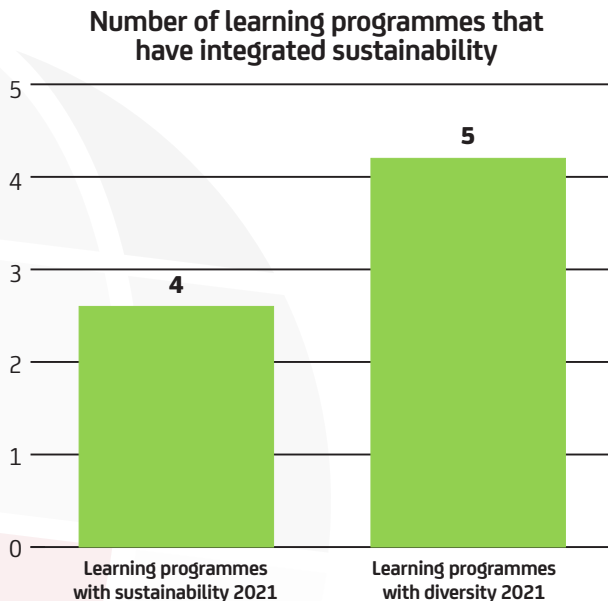 Number of learning programmes that
have integrated sustainability
5
4
3
2
1
0
4
5
Learning programmes
with sustainability 2021
Learning programmes
with diversity 2021